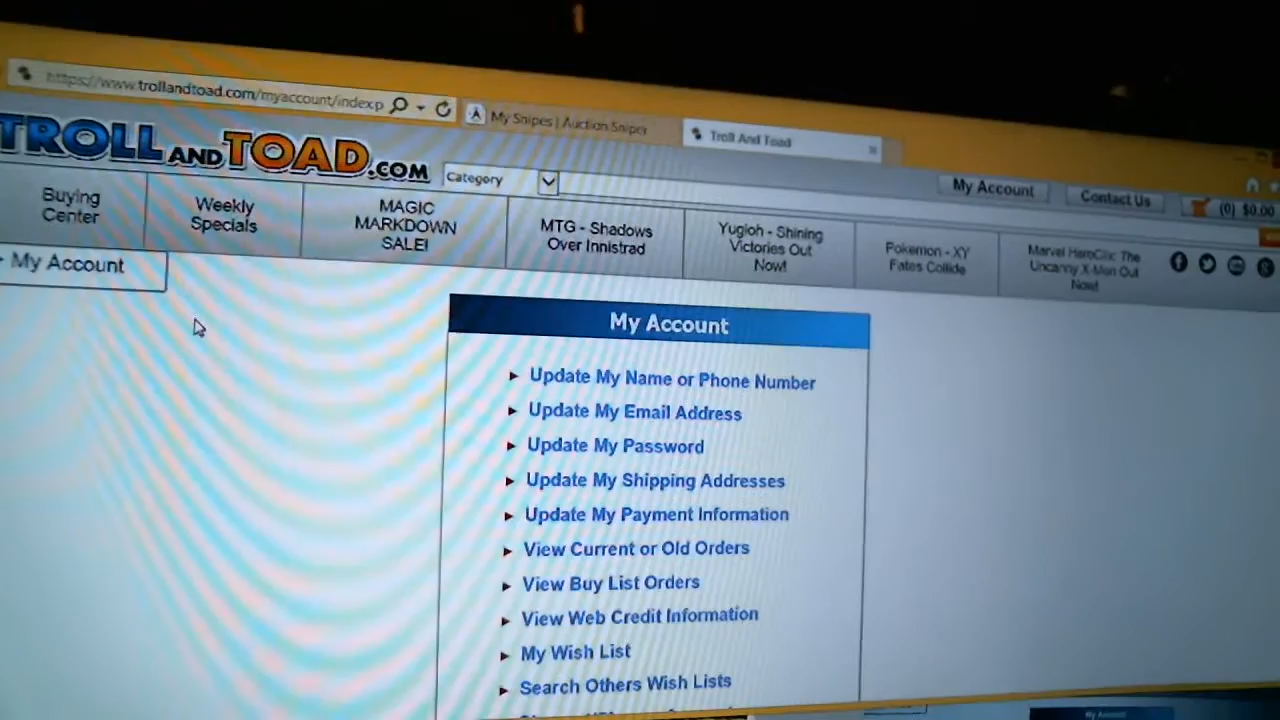 https://www.trollandtoad.com/myaccount/indexp
My Snipes | Auction Sniper
Troll And Toad
TROLL AND TOAD.COM
Category
My Account
Contact Us
(0) $0.00
Buying
Center
Weekly
Specials
MAGIC
MARKDOWN
SALE!
MTG - Shadows
Over Innistrad
Yugioh - Shining
Victories Out
Now!
Pokemon - XY
Fates Collide
Marvel HeroClix: The
Uncanny X-Men Out
Now!
My Account
My Account
Update My Name or Phone Number
Update My Email Address
Update My Password
Update My Shipping Addresses
Update My Payment Information
View Current or Old Orders
View Buy List Orders
View Web Credit Information
My Wish List
Search Others Wish Lists